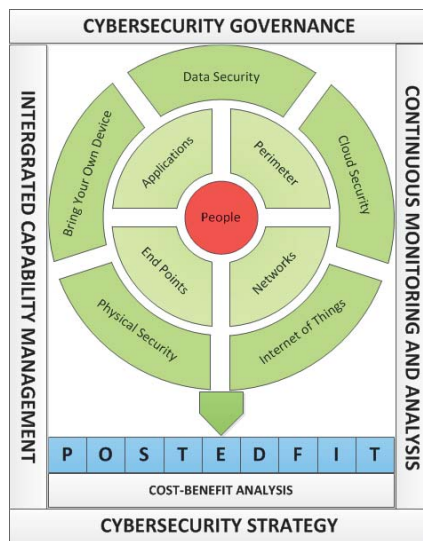 CYBERSECURITY GOVERNANCE
INTERGRATED CAPABILITY MANAGEMENT
CONTINUOUS MONITORING AND ANALYSIS
Data Security
Bring Your Own Device
Cloud Security
Applications
Perimeter
People
End Points
Networks
Physical Security
Internet of Things
P O S T E D F I T
COST-BENEFIT ANALYSIS
CYBERSECURITY STRATEGY